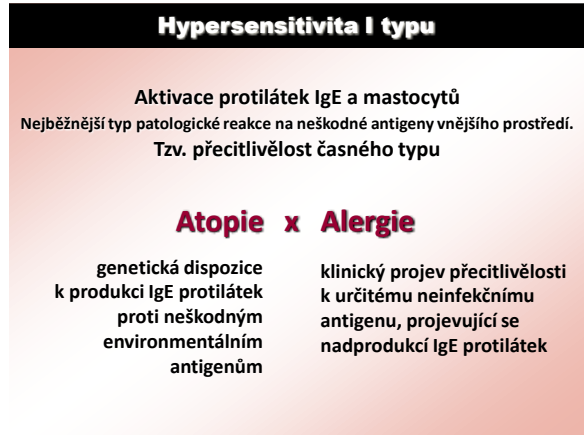 Hypersensitivita I typu
Aktivace protilátek IgE a mastocytů
Nejběžnější typ patologické reakce na neškodné antigeny vnějšího prostředí.
Tzv. přecitlivělost časného typu
Atopie x Alergie
genetická dispozice
k produkci IgE protilátek
proti neškodným
environmentálním
antigenům
klinický projev přecitlivělosti
k určitému neinfekčnímu
antigenu, projevující se
nadprodukcí IgE protilátek